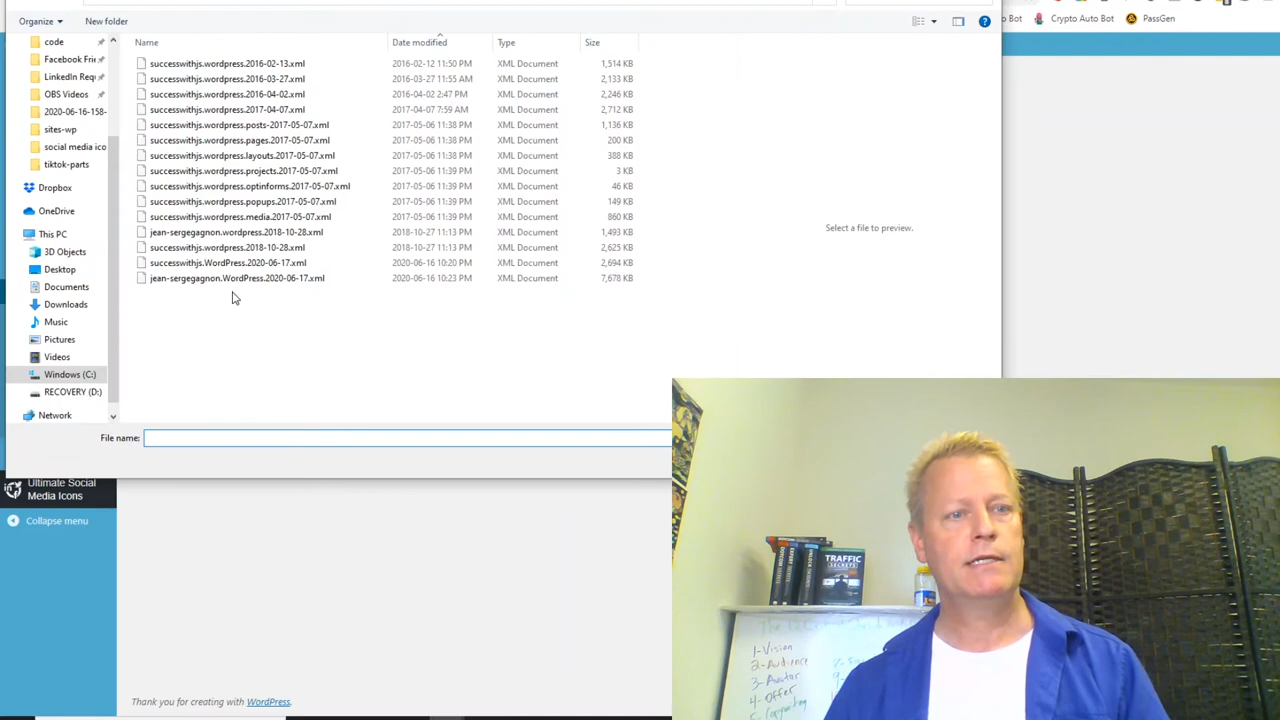 Organize
New folder
Bot
Crypto Auto Bot
PassGen
Name
Date modified
Type
Size
code
Facebook Frie
LinkedIn Requ
OBS Videos
2020-06-16-158-
sites-wp
social media ico
tiktok-parts
Dropbox
OneDrive
This PC
3D Objects
Desktop
Documents
Downloads
Music
Pictures
Videos
Windows (C:)
RECOVERY (D:)
Network
successwithjs.wordpress.2016-02-13.xml 2016-02-12 11:50 PM XML Document 1,514 KB
successwithjs.wordpress.2016-03-27.xml 2016-03-27 11:55 AM XML Document 2,133 KB
successwithjs.wordpress.2016-04-02.xml 2016-04-02 2:47 PM XML Document 2,246 KB
successwithjs.wordpress.2017-04-07.xml 2017-04-07 7:59 AM XML Document 2,712 KB
successwithjs.wordpress.posts-2017-05-07.xml 2017-05-06 11:38 PM XML Document 1,136 KB
successwithjs.wordpress.pages.2017-05-07.xml 2017-05-06 11:38 PM XML Document 200 KB
successwithjs.wordpress.layouts.2017-05-07.xml 2017-05-06 11:38 PM XML Document 388 KB
successwithjs.wordpress.projects.2017-05-07.xml 2017-05-06 11:39 PM XML Document 3 KB
successwithjs.wordpress.optinforms.2017-05-07.xml 2017-05-06 11:39 PM XML Document 46 KB
successwithjs.wordpress.popups.2017-05-07.xml 2017-05-06 11:39 PM XML Document 149 KB
successwithjs.wordpress.media.2017-05-07.xml 2017-05-06 11:39 PM XML Document 860 KB
jean-sergegagnon.wordpress.2018-10-28.xml 2018-10-27 11:13 PM XML Document 1,493 KB
successwithjs.wordpress.2018-10-28.xml 2018-10-27 11:13 PM XML Document 2,625 KB
successwithjs.WordPress.2020-06-17.xml 2020-06-16 10:20 PM XML Document 2,694 KB
jean-sergegagnon.WordPress.2020-06-17.xml 2020-06-16 10:23 PM XML Document 7,678 KB
Select a file to preview.
File name:
Ultimate Social
Media Icons
Collapse menu
Thank you for creating with WordPress.
DOTCOM SECRETS
EXPERT SECRETS
TRAFFIC
SECRETS
1-Vision
2-Audience
3-Avatar
4-Offer